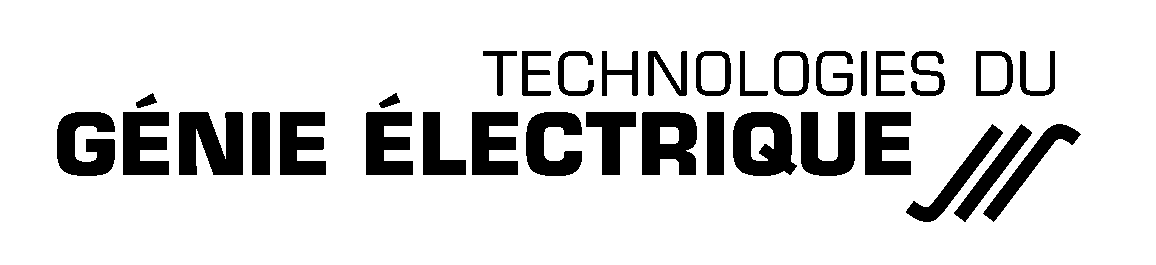 TECHNOLOGIES DU
GÉNIE ÉLECTRIQUE